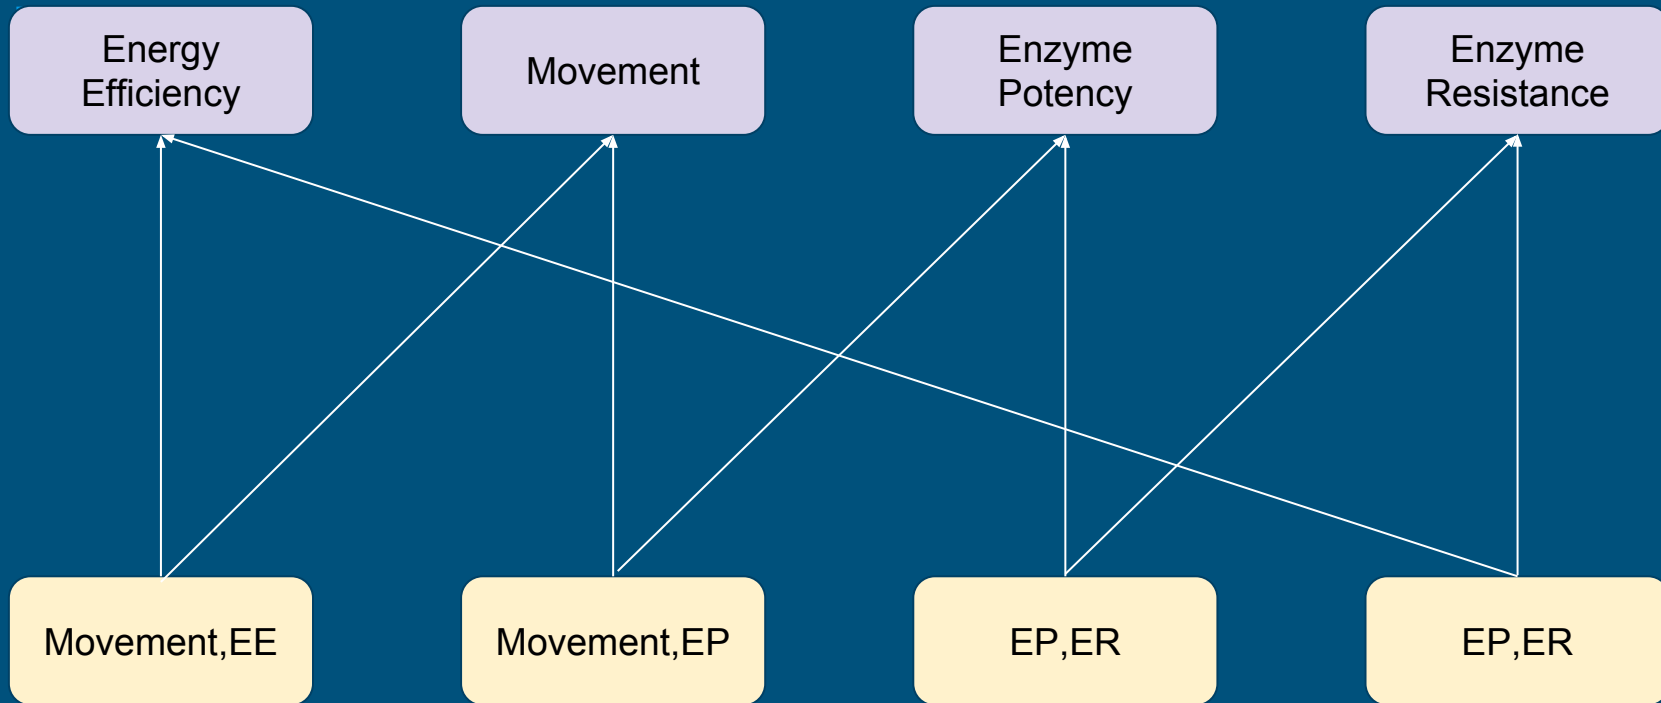 Energy
Efficiency
Movement
Enzyme
Potency
Enzyme
Resistance
Movement,EE
Movement,EP
EP,ER
EP,ER